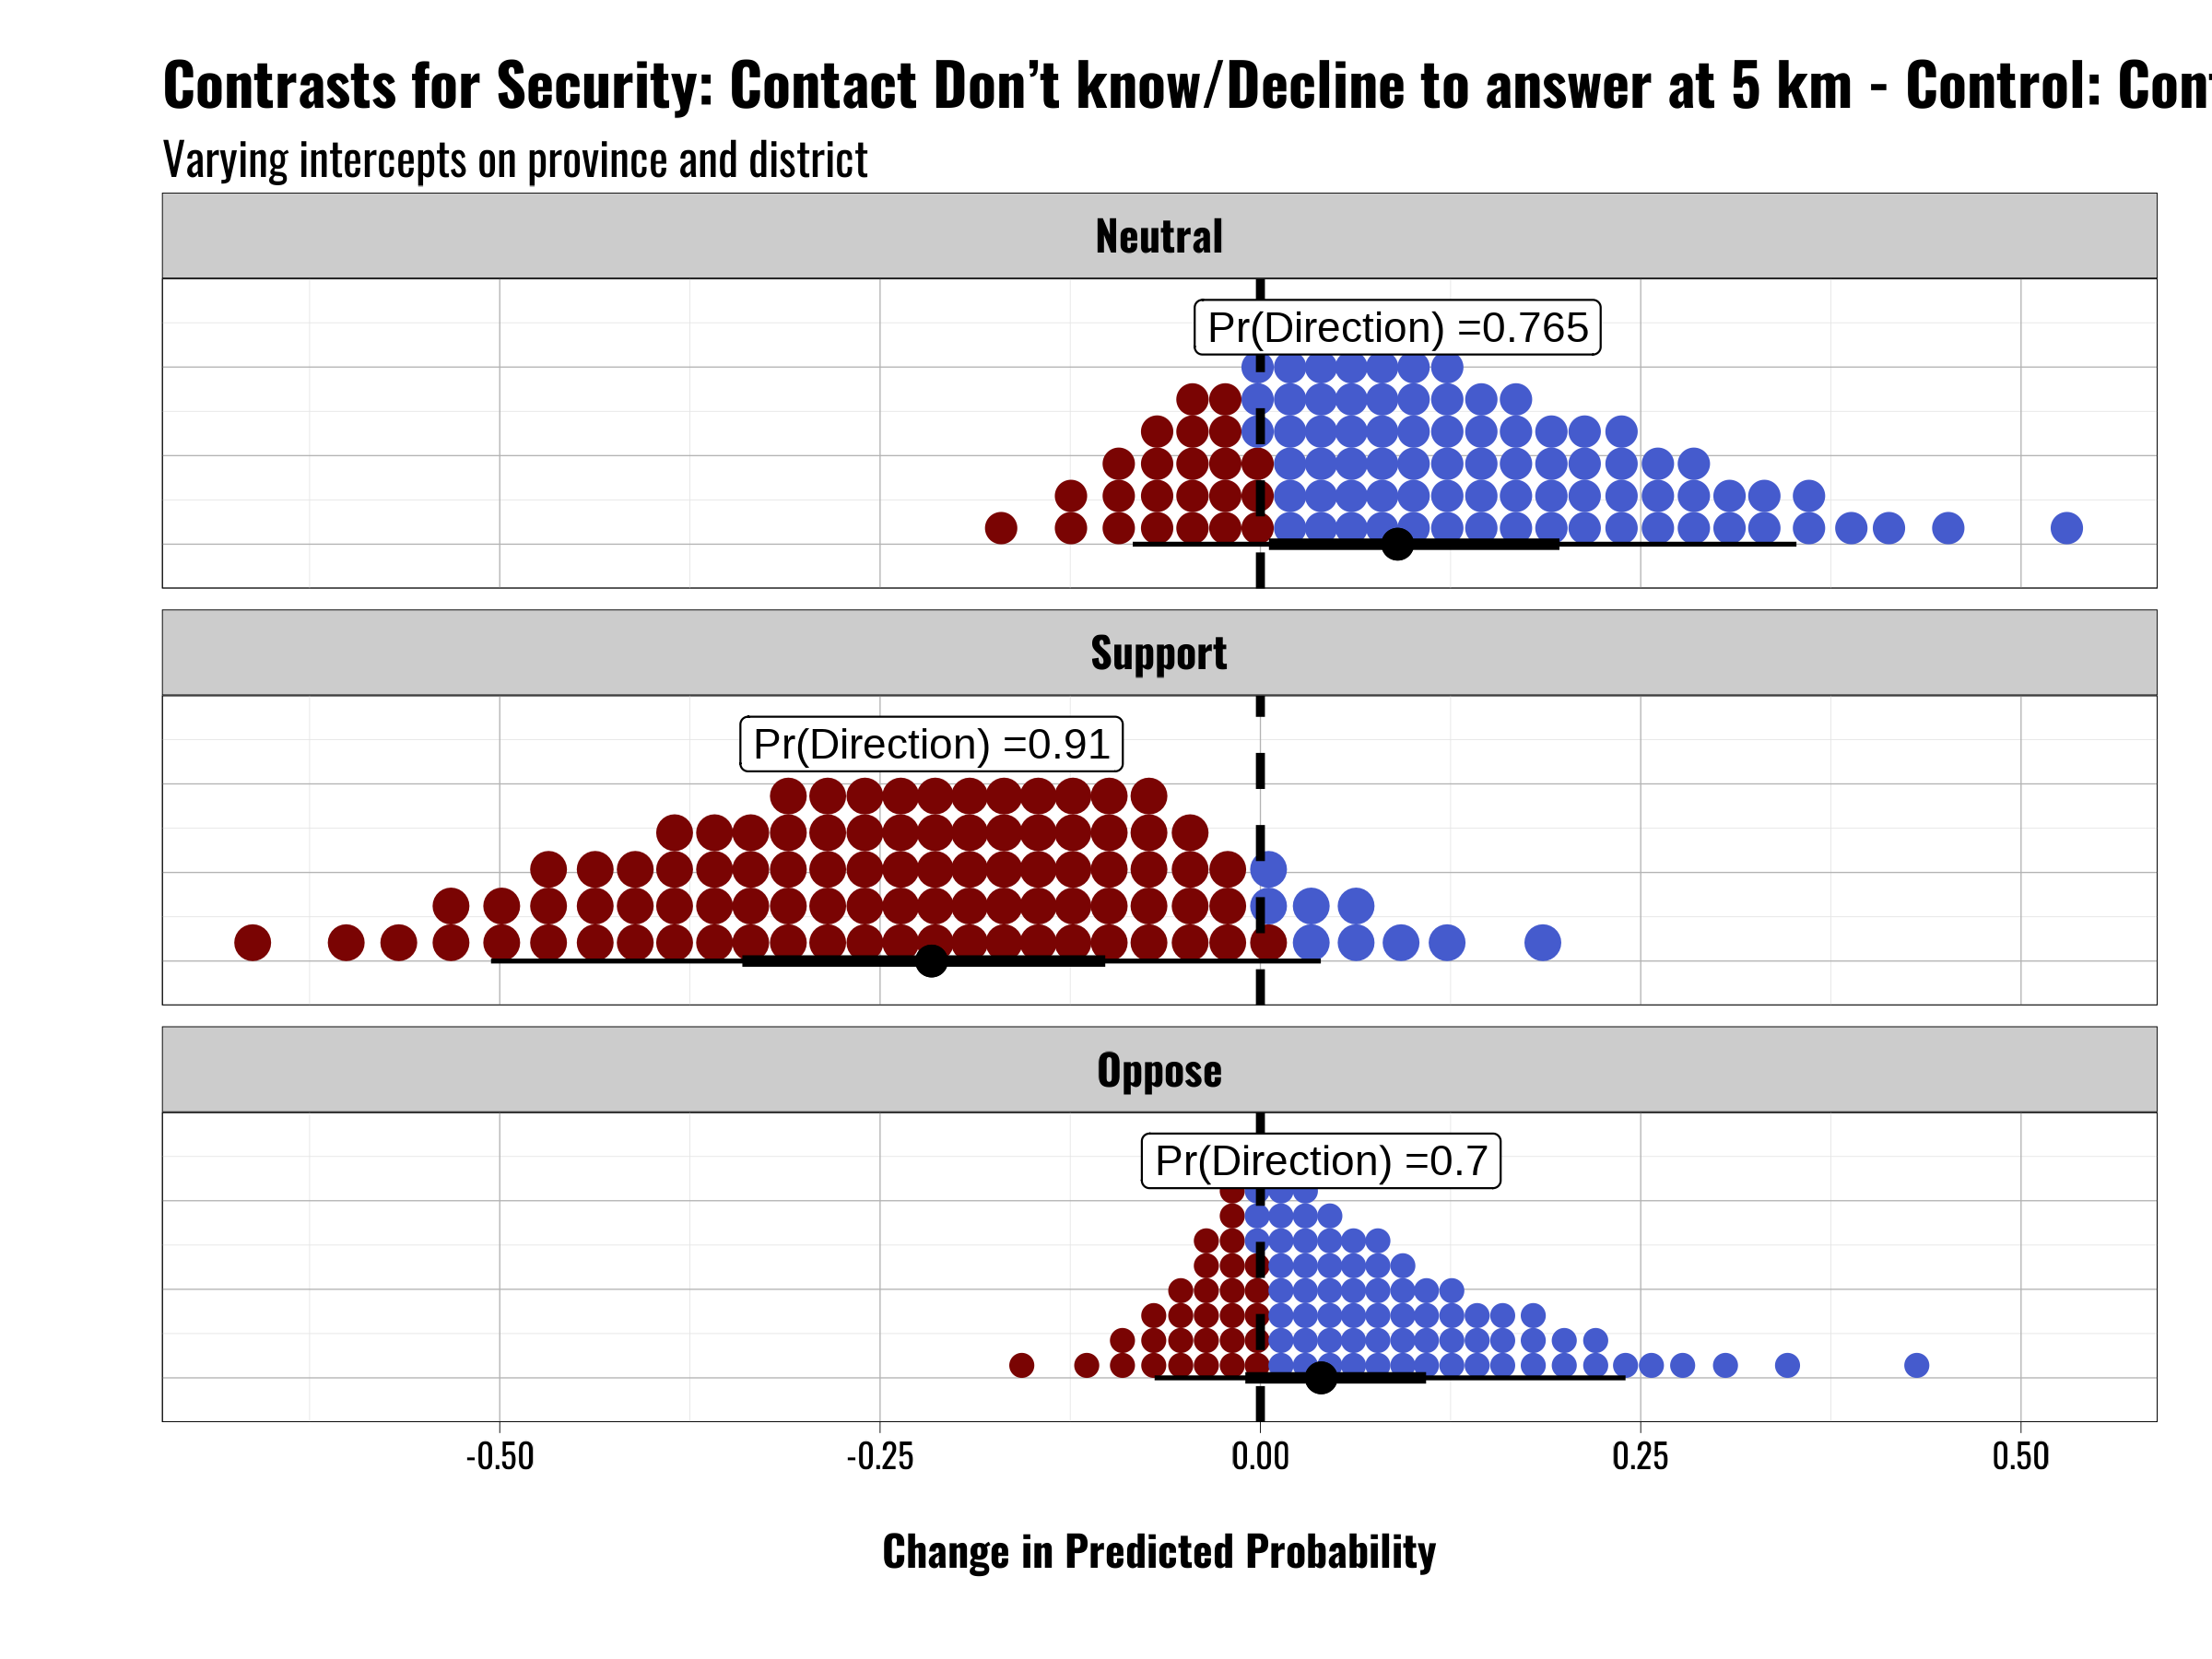 Contrasts for Security: Contact Don’t know/Decline to answer at 5 km - Control:
Varying intercepts on province and district
Neutral
Pr(Direction) =0.765
Support
Pr(Direction) =0.91
Oppose
Pr(Direction) =0.7
-0.50 -0.25 0.00 0.25 0.50
Change in Predicted Probability